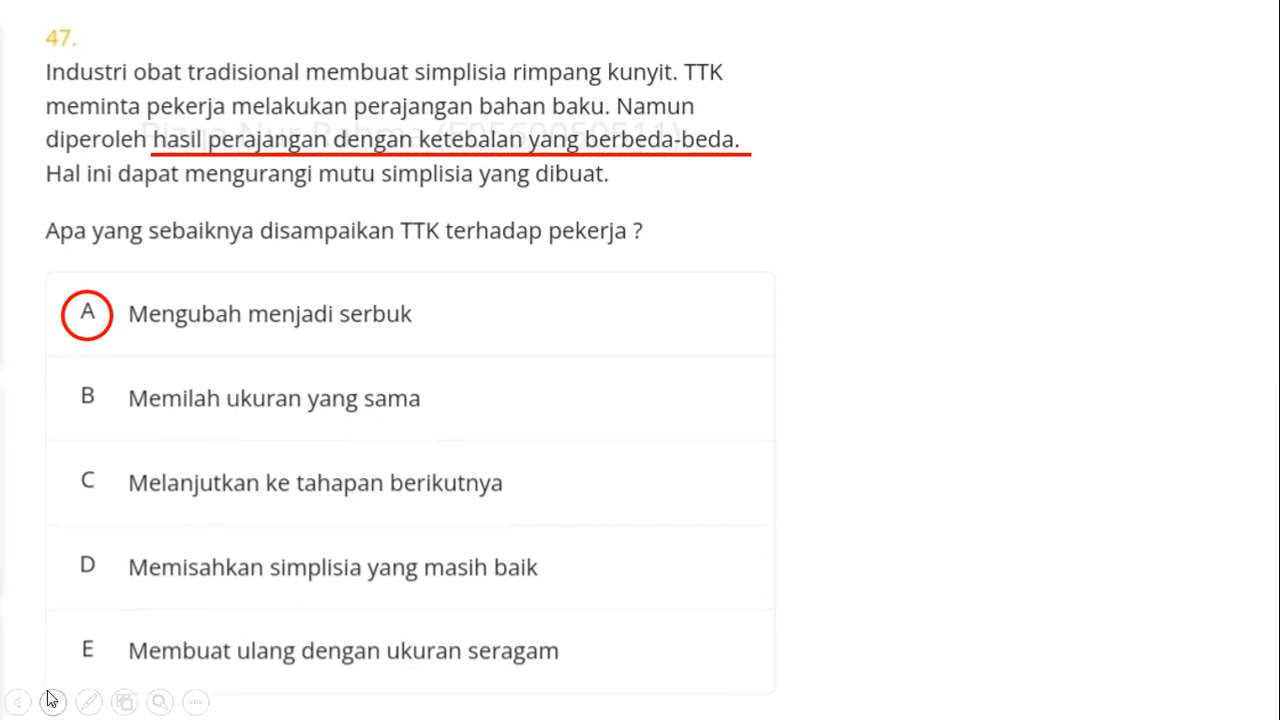 47.
Industri obat tradisional membuat simplisia rimpang kunyit. TTK
meminta pekerja melakukan perajangan bahan baku. Namun
diperoleh hasil perajangan dengan ketebalan yang berbeda-beda.
Hal ini dapat mengurangi mutu simplisia yang dibuat.
Apa yang sebaiknya disampaikan TTK terhadap pekerja ?
A Mengubah menjadi serbuk
B Memilah ukuran yang sama
C Melanjutkan ke tahapan berikutnya
D Memisahkan simplisia yang masih baik
E Membuat ulang dengan ukuran seragam